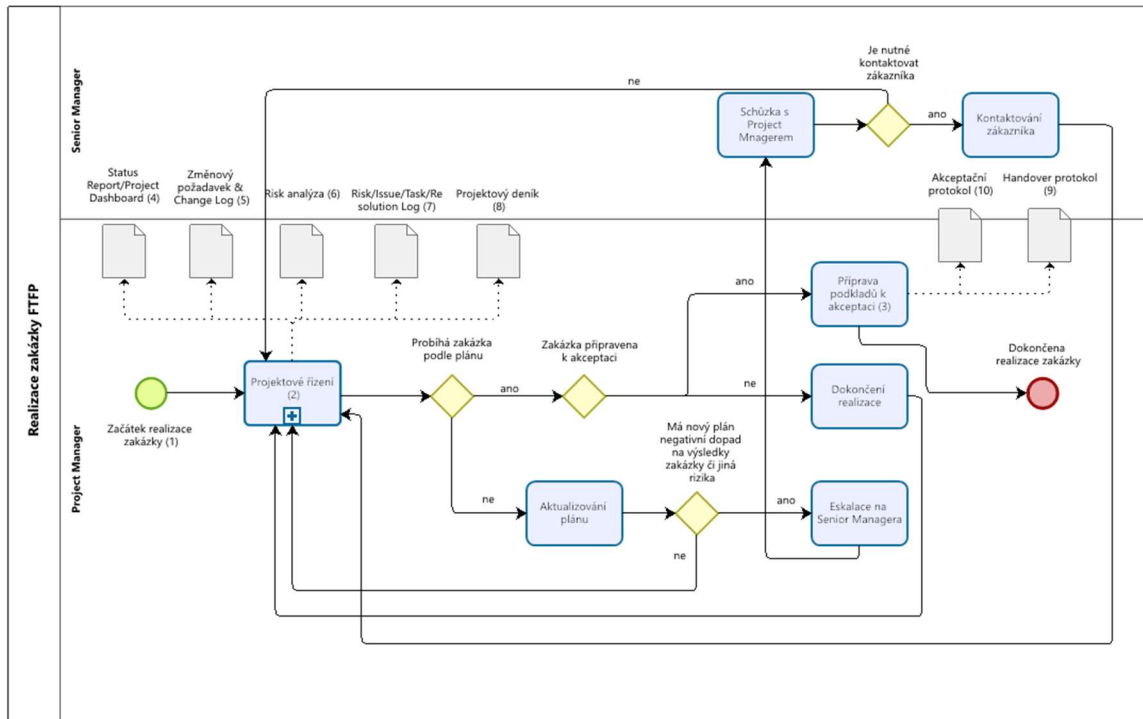 Realizace zakázky FTFP
Senior Manager
Je nutné
kontaktovat
zákazníka
ne
Schůzka s
Project
Mnagerem
ano
Kontaktování
zákazníka
Status
Report/Project
Dashboard (4)
Změnový
požadavek &
Change Log (5)
Risk analýza (6)
Risk/Issue/Task/Re
solution Log (7)
Projektový deník
(8)
Akceptační
protokol (10)
Handover protokol
(9)
Project Manager
ano
Příprava
podkladů k
akceptaci (3)
Probíhá zakázka
podle plánu
Zakázka připravena
k akceptaci
Dokončena
realizace zakázky
Projektové řízení
(2)
ano
ne
Dokončení
realizace
Začátek realizace
zakázky (1)
Má nový plán
negativní dopad
na výsledky
zakázky či jiná
rizika
ne
Aktualizování
plánu
ano
Eskalace na
Senior Managera
ne